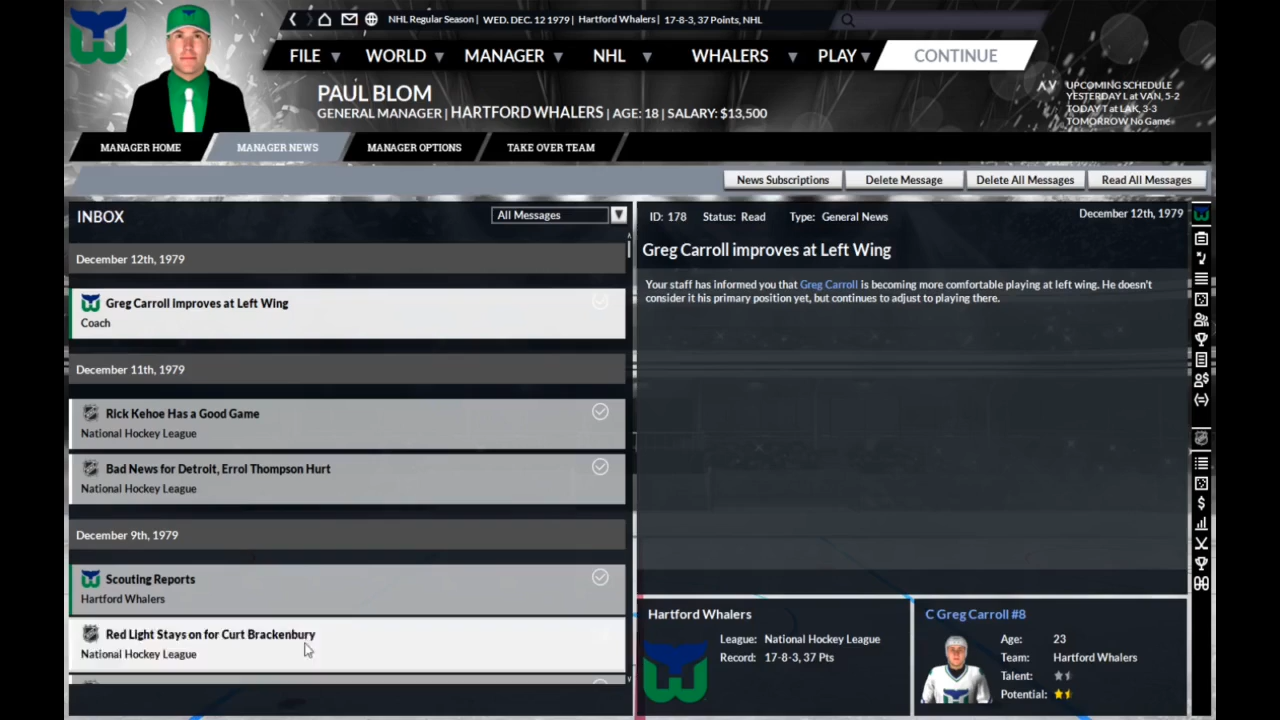 NHL Regular Season | WED. DEC. 12 1979 | Hartford Whalers | 17-8-3, 37 Points, NHL
FILE WORLD MANAGER NHL WHALERS PLAY CONTINUE
PAUL BLOM
GENERAL MANAGER | HARTFORD WHALERS | AGE: 18 | SALARY: $13,500
UPCOMING SCHEDULE
YESTERDAY L at VAN, 5-2
TODAY T at LAK, 3-3
TOMORROW No Game
MANAGER HOME MANAGER NEWS MANAGER OPTIONS TAKE OVER TEAM
News Subscriptions Delete Message Delete All Messages Read All Messages
INBOX
All Messages
December 12th, 1979
Greg Carroll improves at Left Wing
Coach
December 11th, 1979
Rick Kehoe Has a Good Game
National Hockey League
Bad News for Detroit, Errol Thompson Hurt
National Hockey League
December 9th, 1979
Scouting Reports
Hartford Whalers
Red Light Stays on for Curt Brackenbury
National Hockey League
ID: 178 Status: Read Type: General News December 12th, 1979
Greg Carroll improves at Left Wing
Your staff has informed you that Greg Carroll is becoming more comfortable playing at left wing. He doesn't
consider it his primary position yet, but continues to adjust to playing there.
Hartford Whalers
League: National Hockey League
Record: 17-8-3, 37 Pts
C Greg Carroll #8
Age: 23
Team: Hartford Whalers
Talent:
Potential: